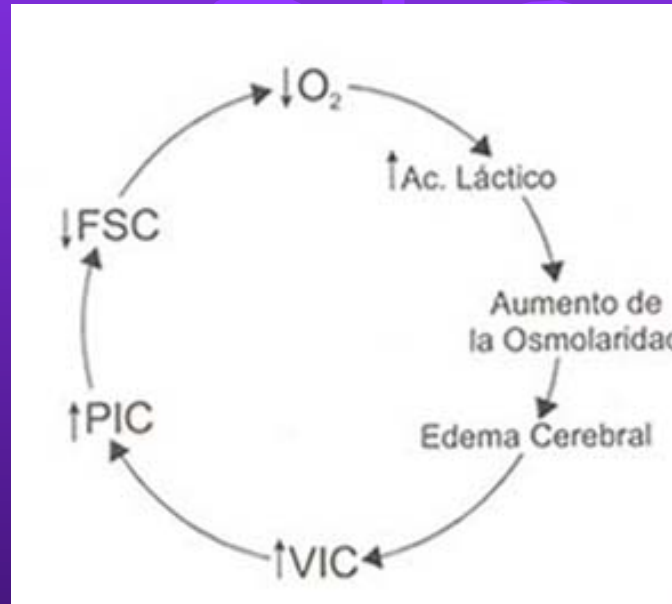 ↓O₂
↑Ac. Láctico
Aumento de
la Osmolaridad
Edema Cerebral
↑VIC
↑PIC
↓FSC